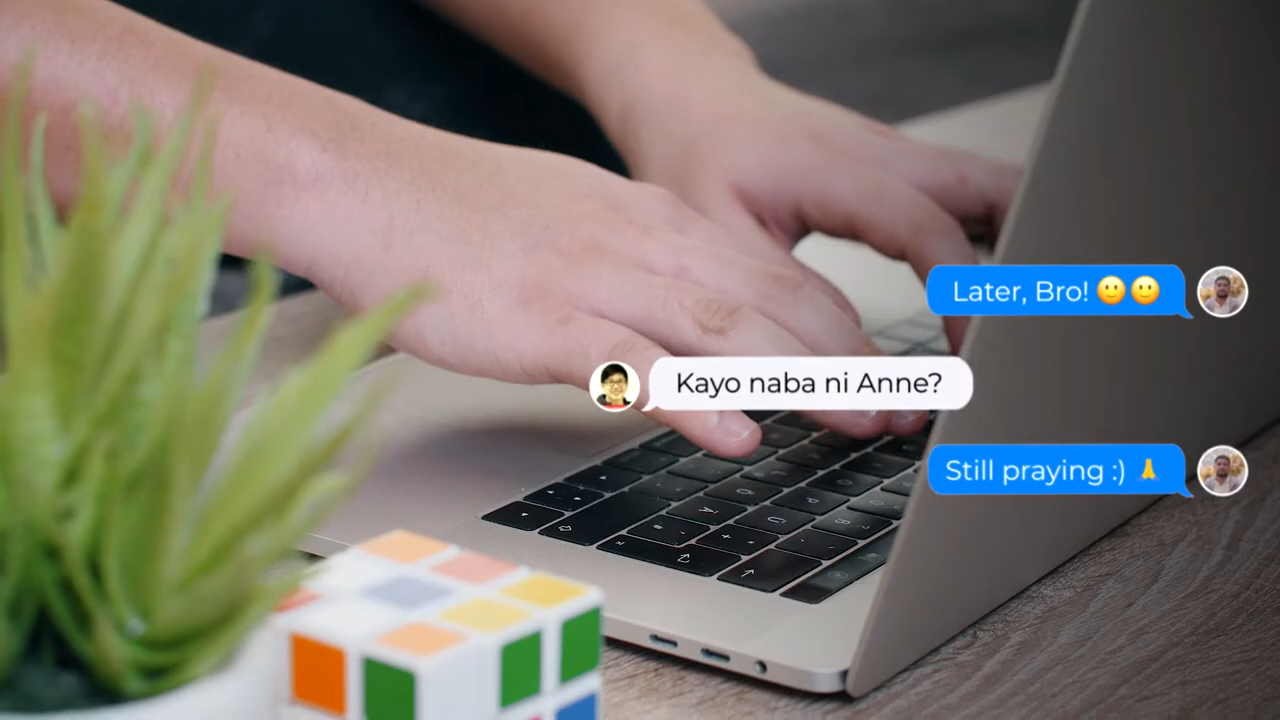 Later, Bro! 🙂🙂
Kayo naba ni Anne?
Still praying :) 🙏